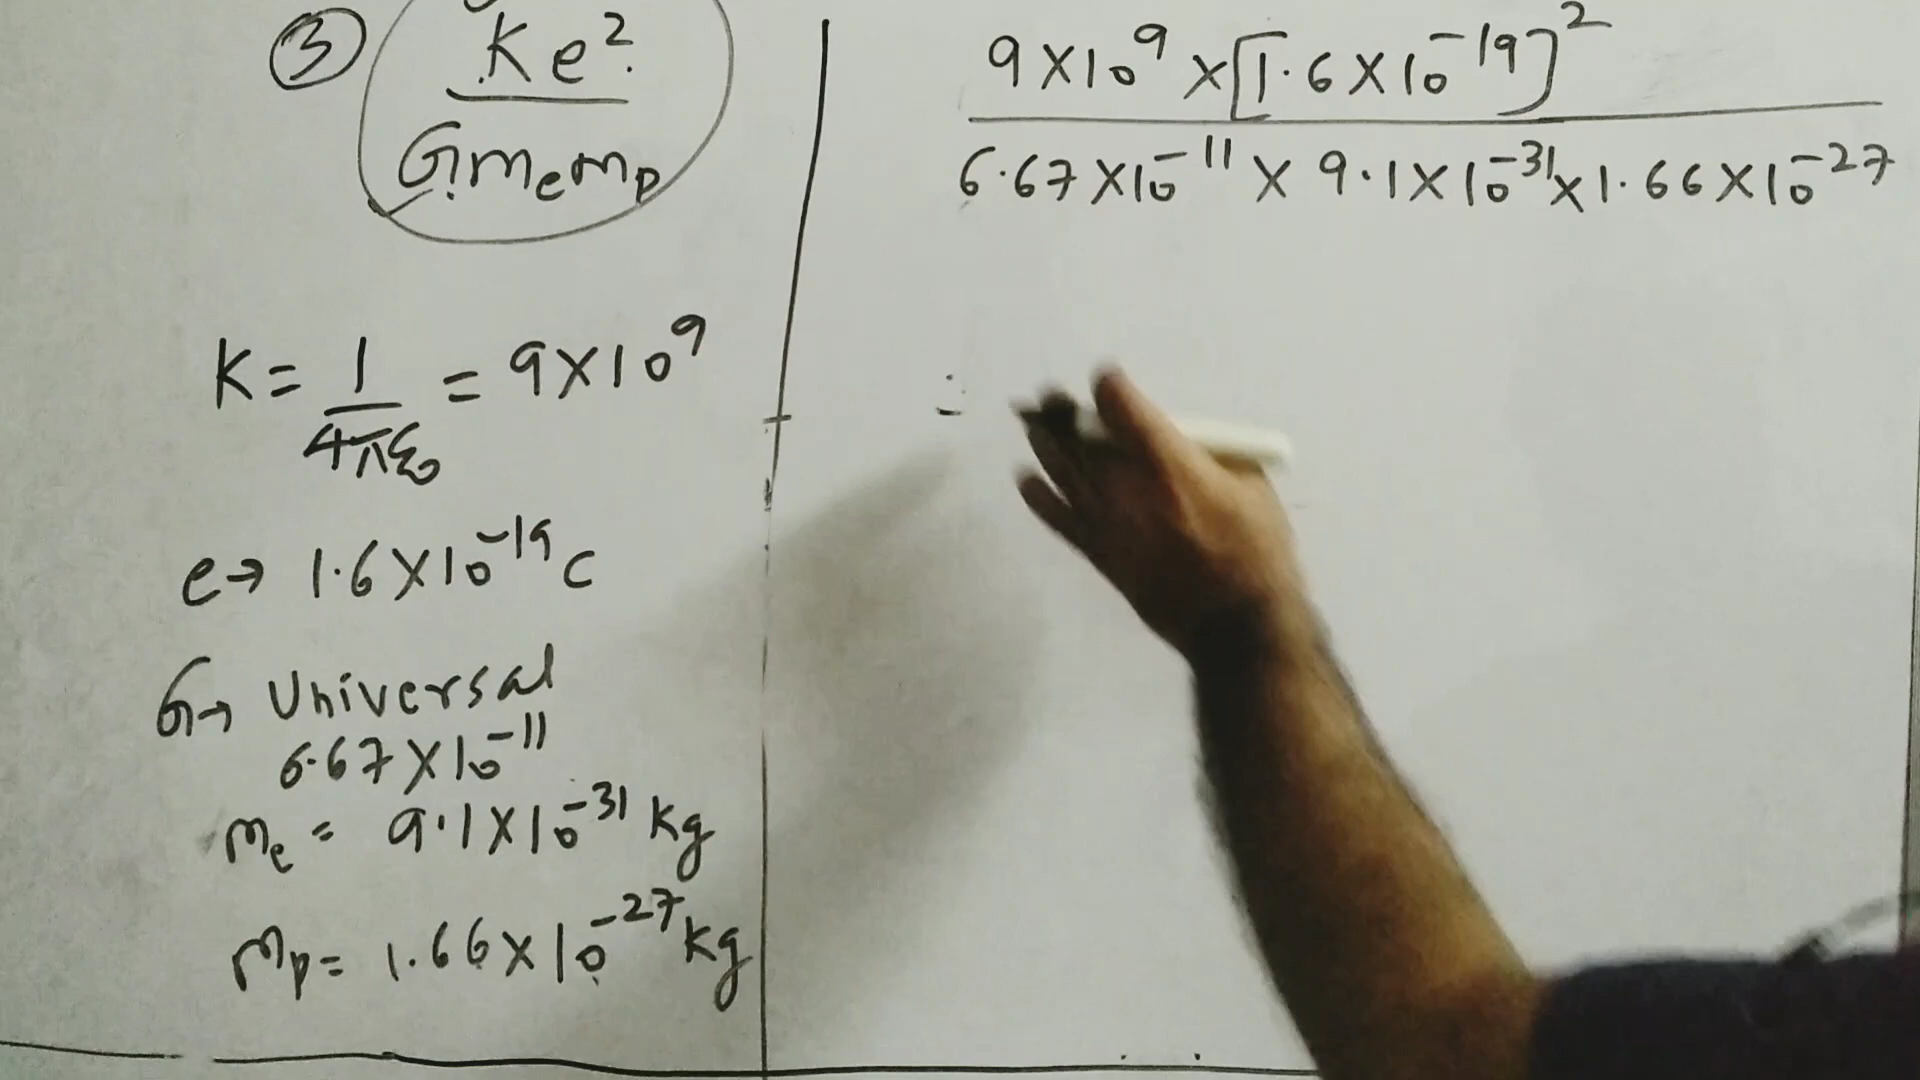 ③ Ke²
Gmemp
K = 1 = 9×10⁹
4πε₀
e→ 1.6×10⁻¹⁹ C
G→ Universal
6.67×10⁻¹¹
me = 9.1×10⁻³¹ kg
mp = 1.66×10⁻²⁷ kg
9×10⁹ ×[1.6×10⁻¹⁹]²
6.67×10⁻¹¹ × 9.1×10⁻³¹ × 1.66×10⁻²⁷
=